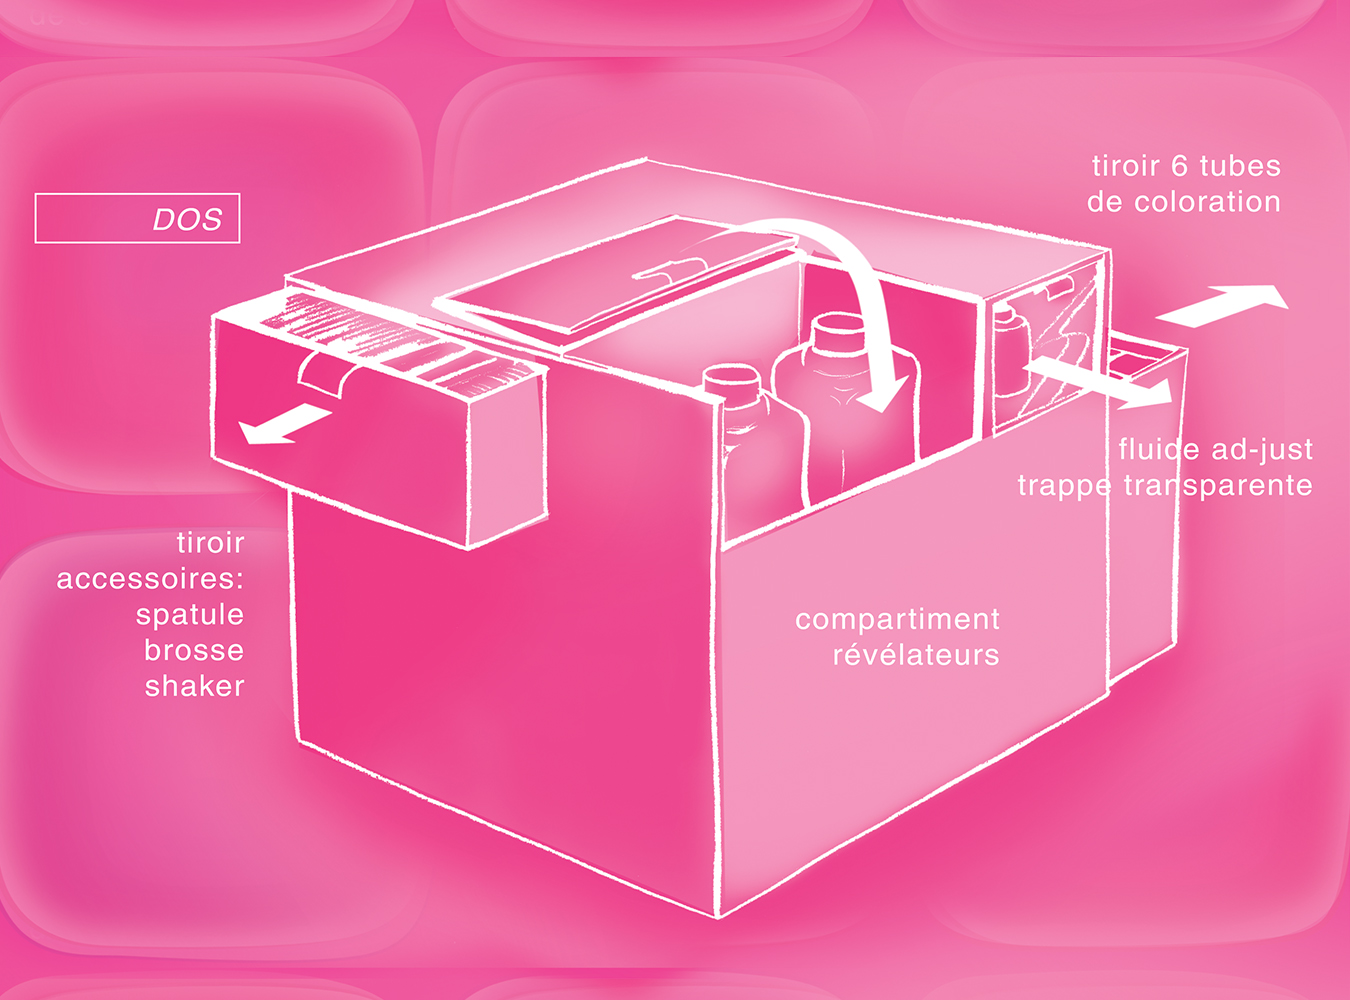 DOS
tiroir 6 tubes
de coloration
fluide ad-just
trappe transparente
tiroir
accessoires:
spatule
brosse
shaker
compartiment
révélateurs